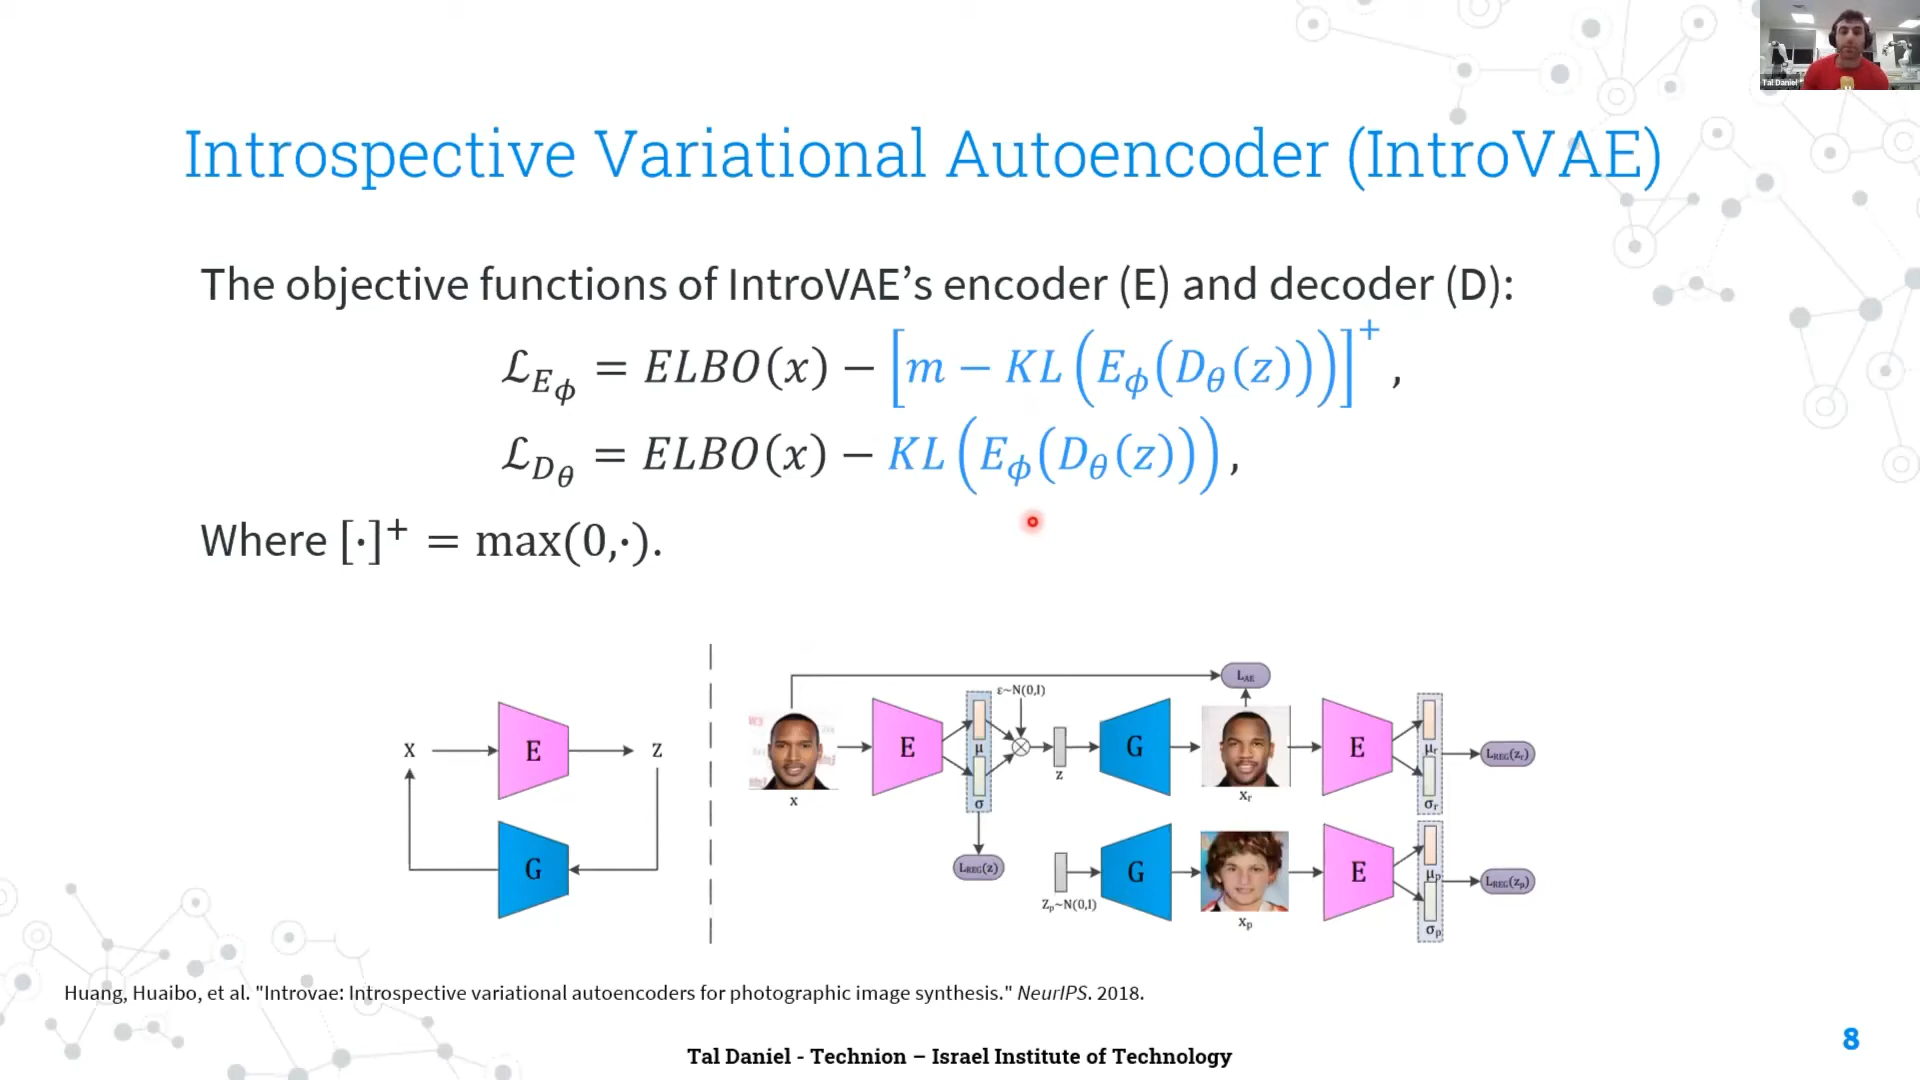 Tal Daniel
Introspective Variational Autoencoder (IntroVAE)
The objective functions of IntroVAE’s encoder (E) and decoder (D):
ℒ_{E_ϕ} = ELBO(x) − [m − KL(E_ϕ(D_θ(z)))]⁺ ,
ℒ_{D_θ} = ELBO(x) − KL(E_ϕ(D_θ(z))) ,
Where [·]⁺ = max(0,·).
X
E
Z
G
x
E
μ
σ
ε~N(0,I)
z
G
L_AE
x_r
E
μ_r
σ_r
L_REG(z_r)
L_REG(z)
Z_p~N(0,I)
G
x_p
E
μ_p
σ_p
L_REG(z_p)
Huang, Huaibo, et al. "Introvae: Introspective variational autoencoders for photographic image synthesis." NeurIPS. 2018.
Tal Daniel - Technion – Israel Institute of Technology
8